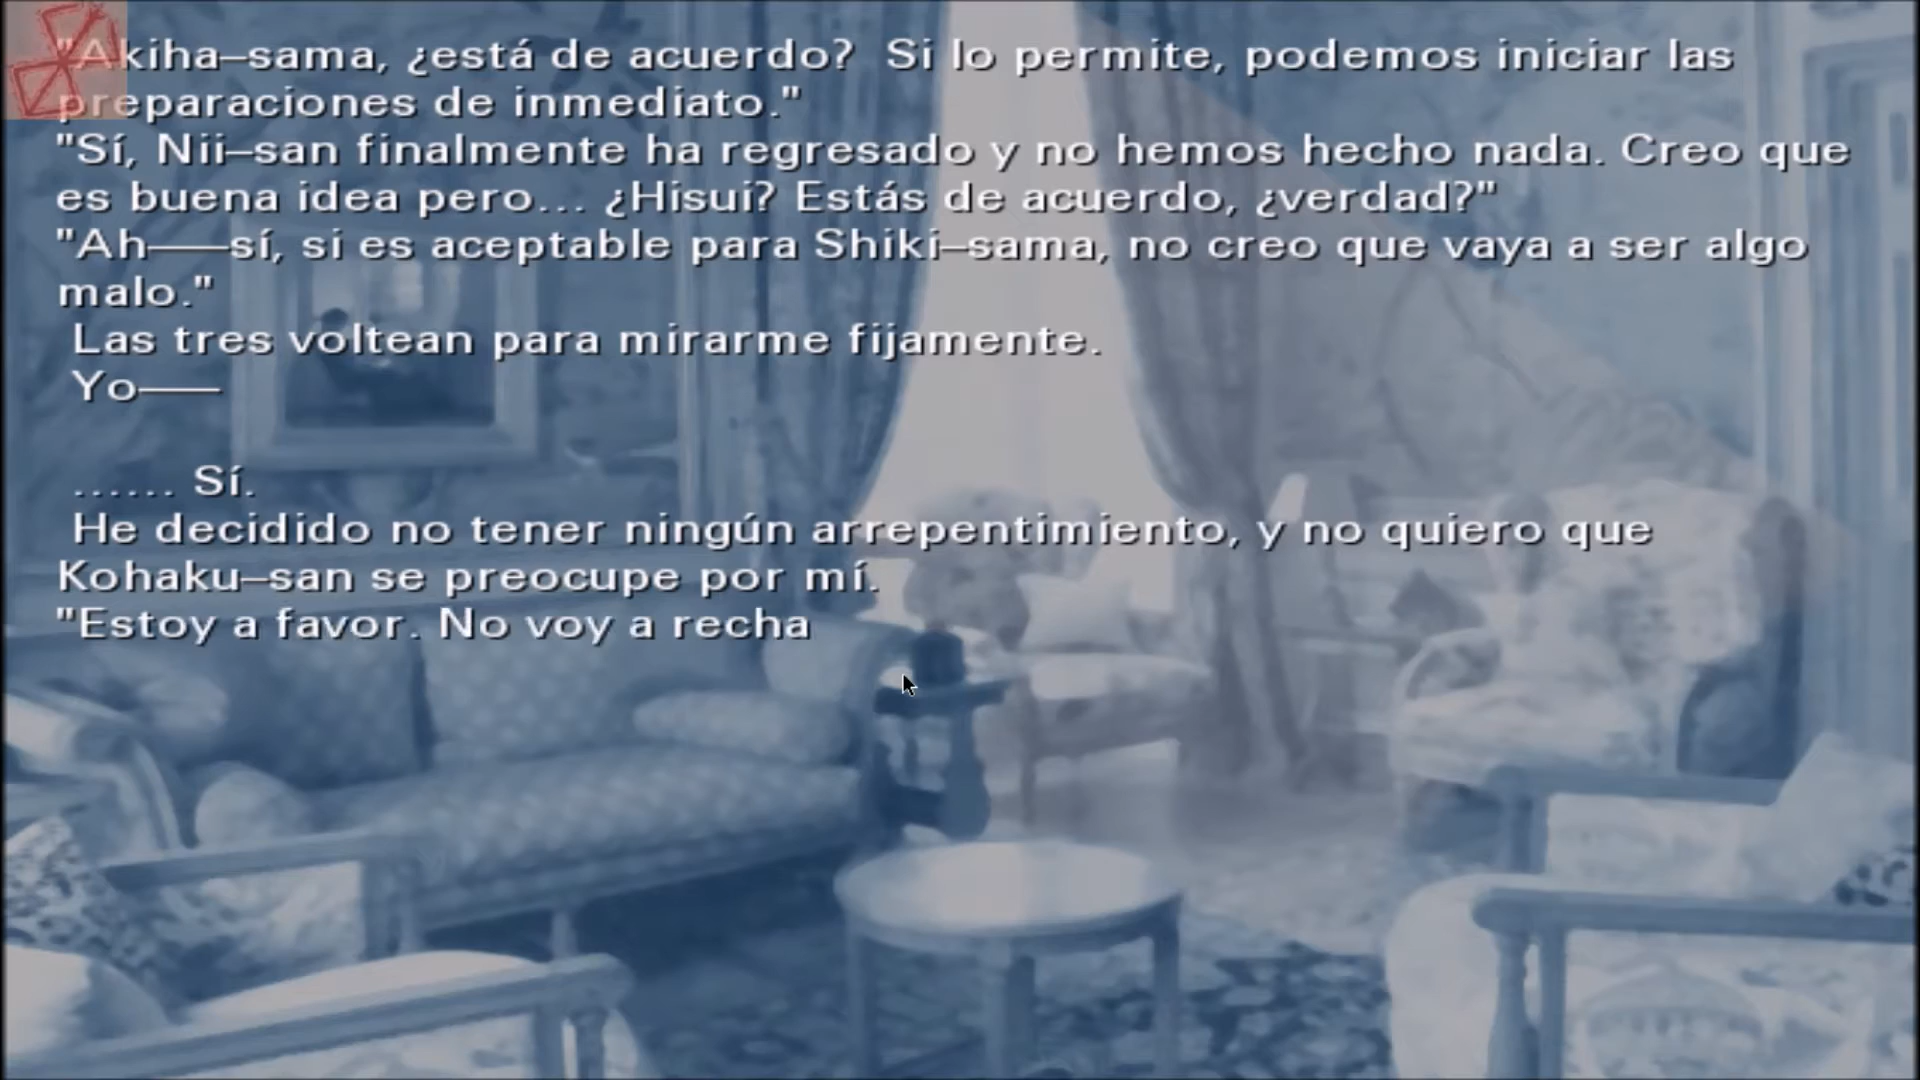 "Akiha–sama, ¿está de acuerdo?  Si lo permite, podemos iniciar las
preparaciones de inmediato."
"Sí, Nii–san finalmente ha regresado y no hemos hecho nada. Creo que
es buena idea pero... ¿Hisui? Estás de acuerdo, ¿verdad?"
"Ah——sí, si es aceptable para Shiki–sama, no creo que vaya a ser algo
malo."
Las tres voltean para mirarme fijamente.
Yo——
...... Sí.
He decidido no tener ningún arrepentimiento, y no quiero que
Kohaku–san se preocupe por mí.
"Estoy a favor. No voy a recha